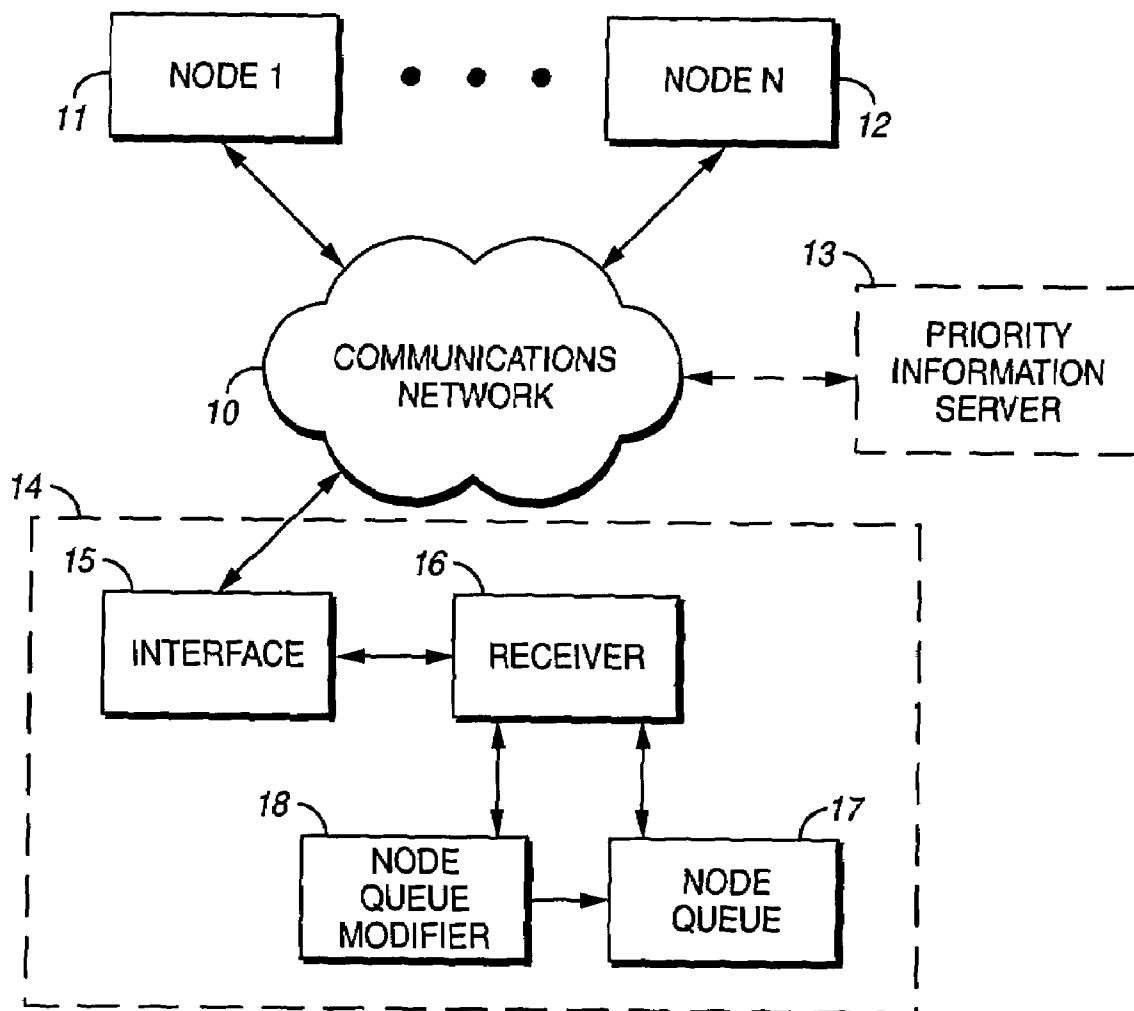 NODE 1
NODE N
11
12
13
PRIORITY
INFORMATION
SERVER
COMMUNICATIONS
NETWORK
10
14
15
16
INTERFACE
RECEIVER
18
17
NODE
QUEUE
MODIFIER
NODE
QUEUE